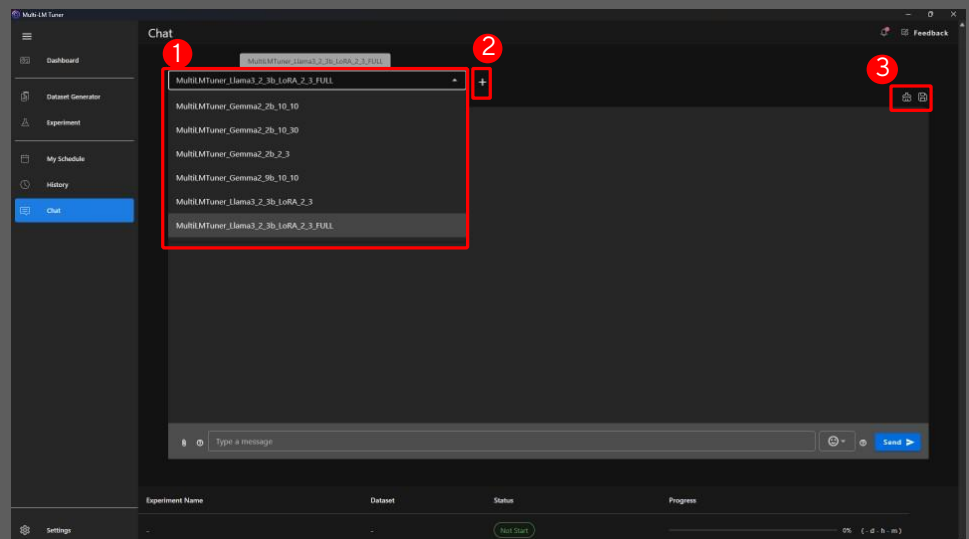 Multi-LM Tuner
Chat
Feedback
1
2
3
Dashboard
Dataset Generator
Experiment
My Schedule
History
Chat
MultiLMTuner_Llama3_2_3b_LoRA_2_3_FULL
MultiLMTuner_Llama3_2_3b_LoRA_2_3_FULL
+
MultiLMTuner_Gemma2_2b_10_10
MultiLMTuner_Gemma2_2b_10_30
MultiLMTuner_Gemma2_2b_2_3
MultiLMTuner_Gemma2_9b_10_10
MultiLMTuner_Llama3_2_3b_LoRA_2_3
MultiLMTuner_Llama3_2_3b_LoRA_2_3_FULL
Type a message
Send
Experiment Name Dataset Status Progress
- - Not Start 0% ( - d - h - m )
Settings